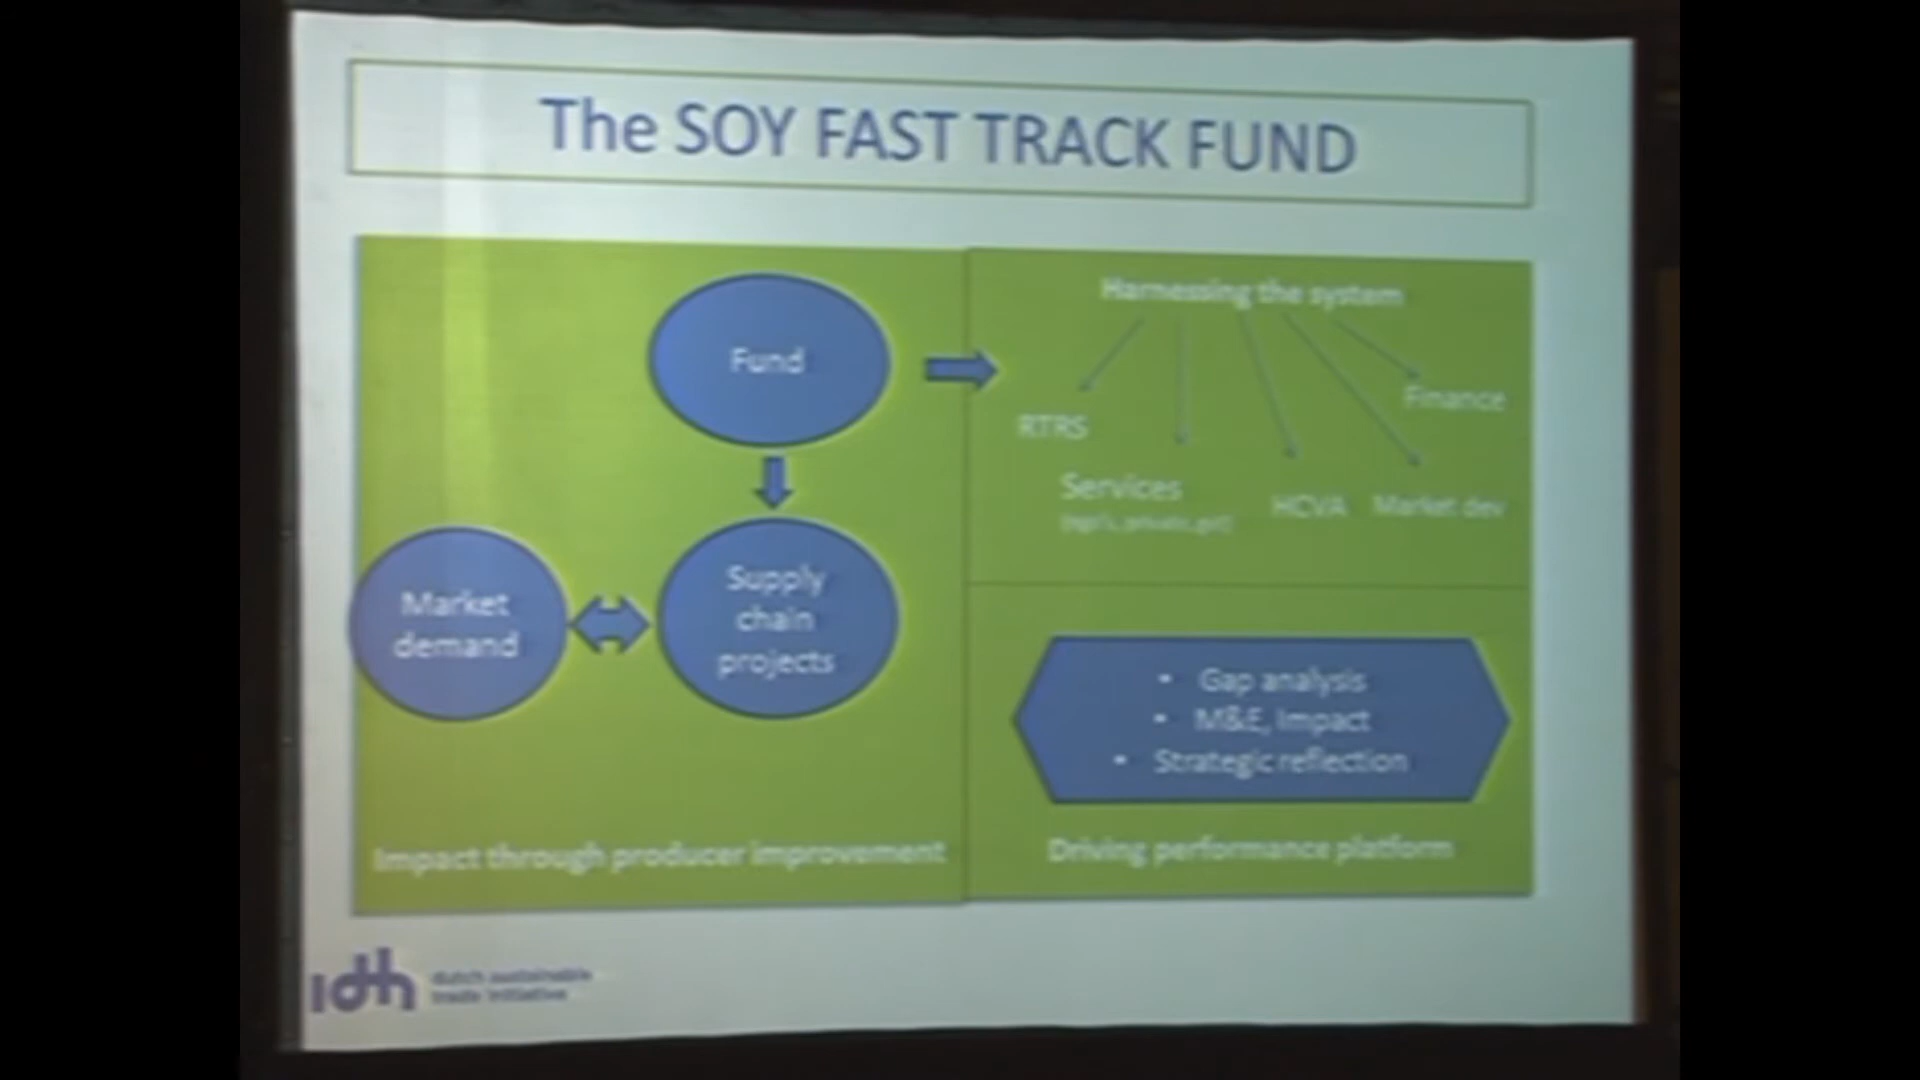 The SOY FAST TRACK FUND
Fund
Market
demand
Supply
chain
projects
Impact through producer improvement
Harnessing the system
RTRS
Services
HCVA
Market dev
Finance
• Gap analysis
• M&E, Impact
• Strategic reflection
Driving performance platform
idh
dutch sustainable
trade initiative